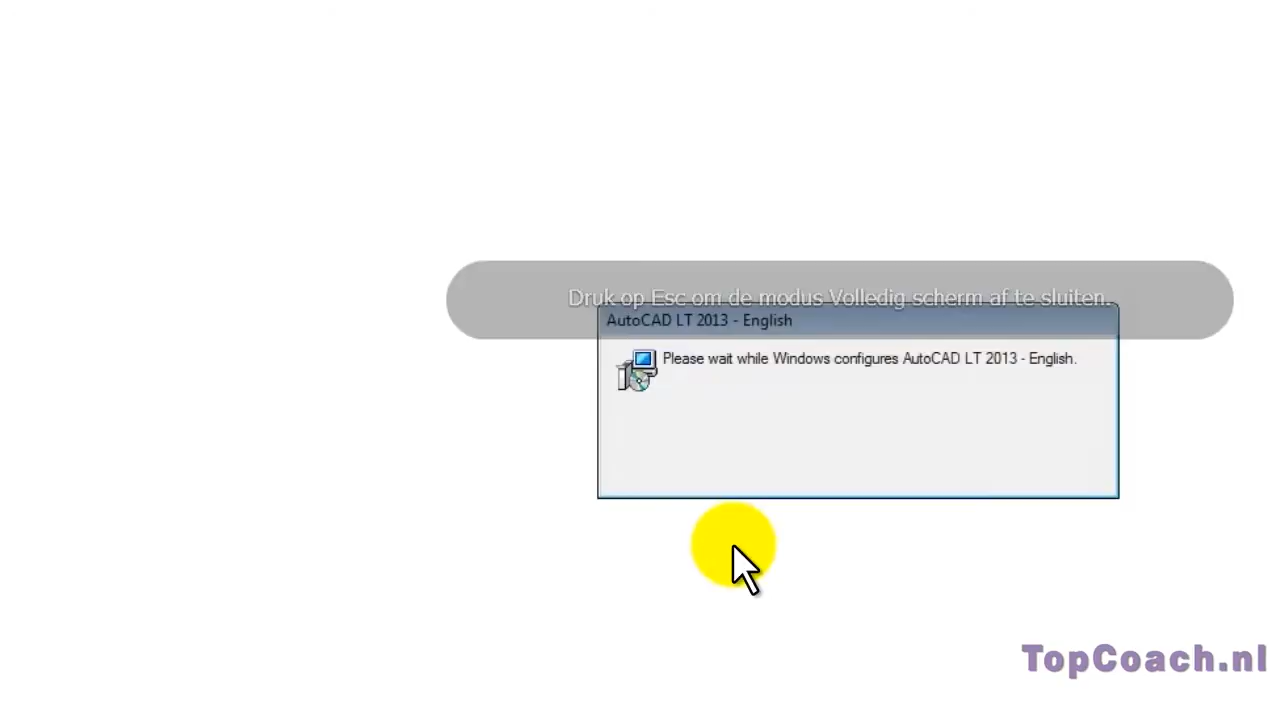 Druk op Esc om de modus Volledig scherm af te sluiten.
AutoCAD LT 2013 - English
Please wait while Windows configures AutoCAD LT 2013 - English.
TopCoach.nl